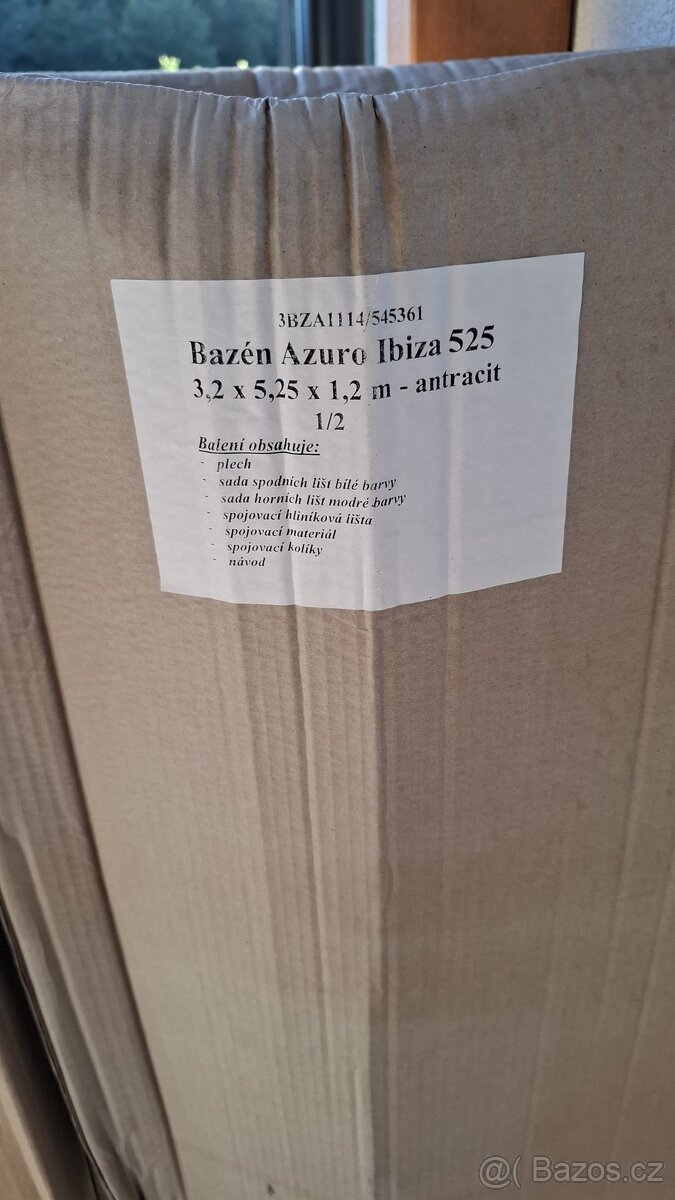 3BZA1114/545361
Bazén Azuro Ibiza 525
3,2 x 5,25 x 1,2 m - antracit
1/2
Balení obsahuje:
- plech
- sada spodních lišt bílé barvy
- sada horních lišt modré barvy
- spojovací hliníková lišta
- spojovací materiál
- spojovací kolíky
- návod
@( Bazos.cz